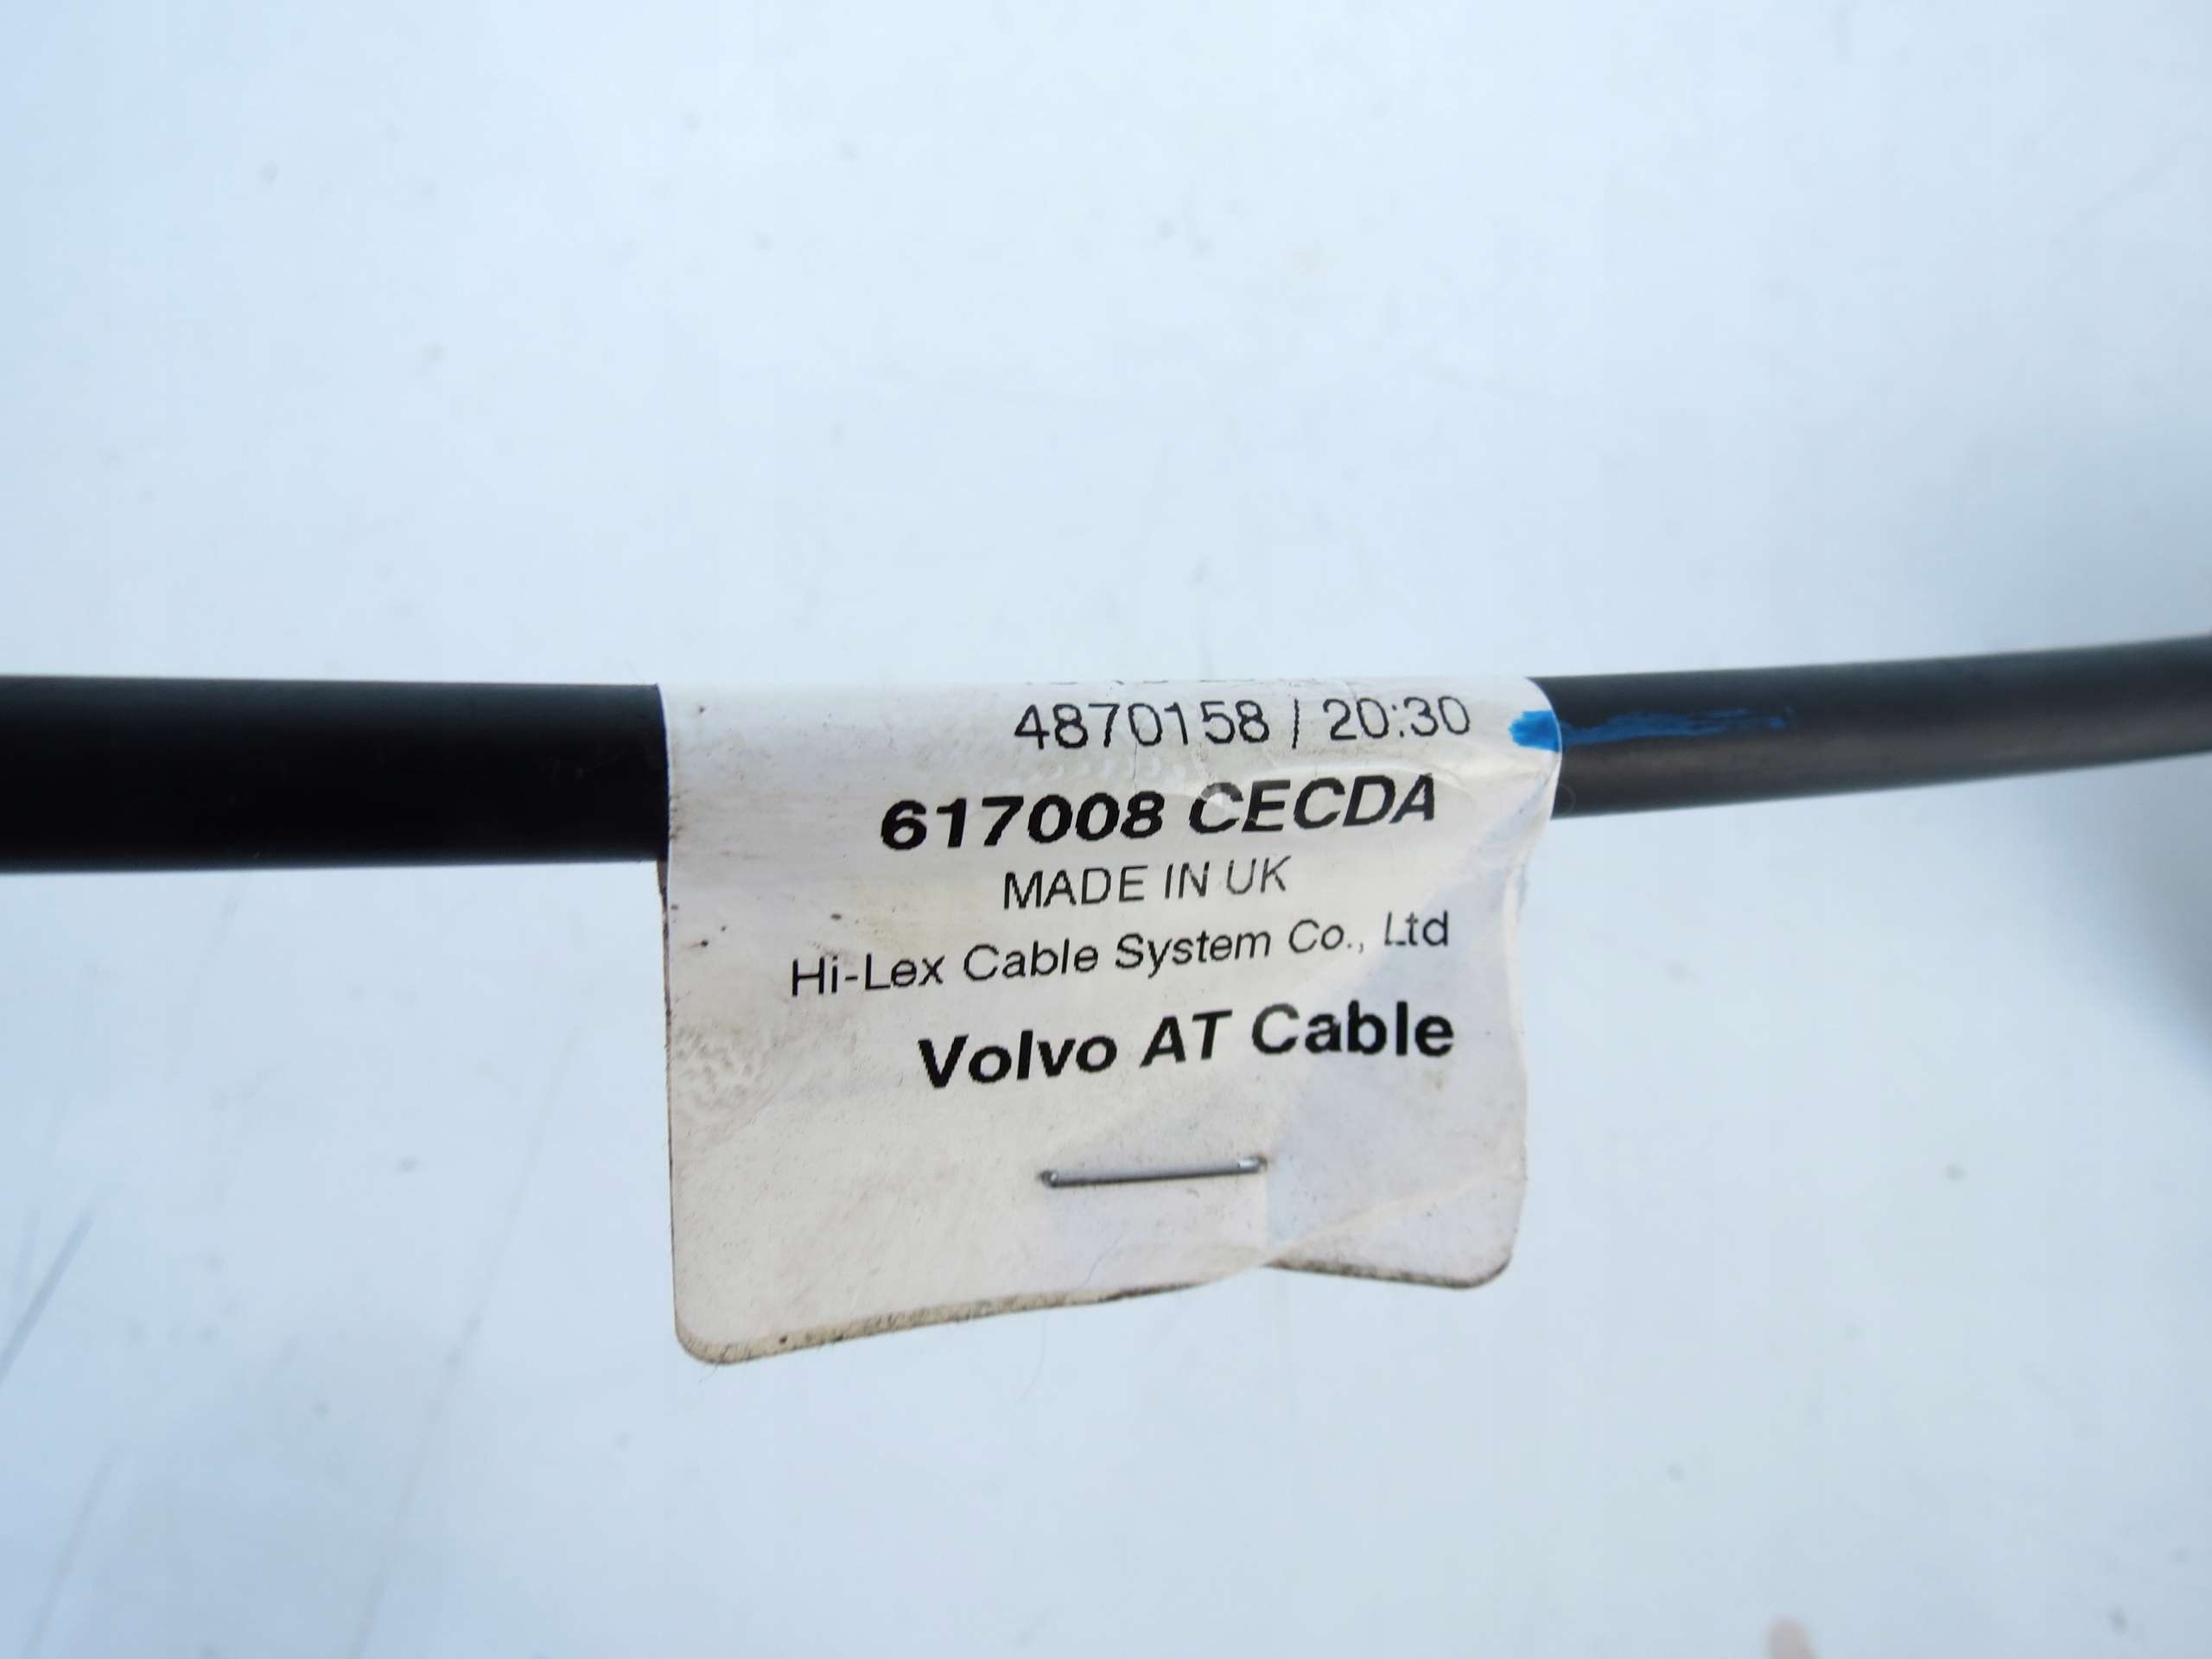 4870158 / 20:30
617008 CECDA
MADE IN UK
Hi-Lex Cable System Co., Ltd
Volvo AT Cable